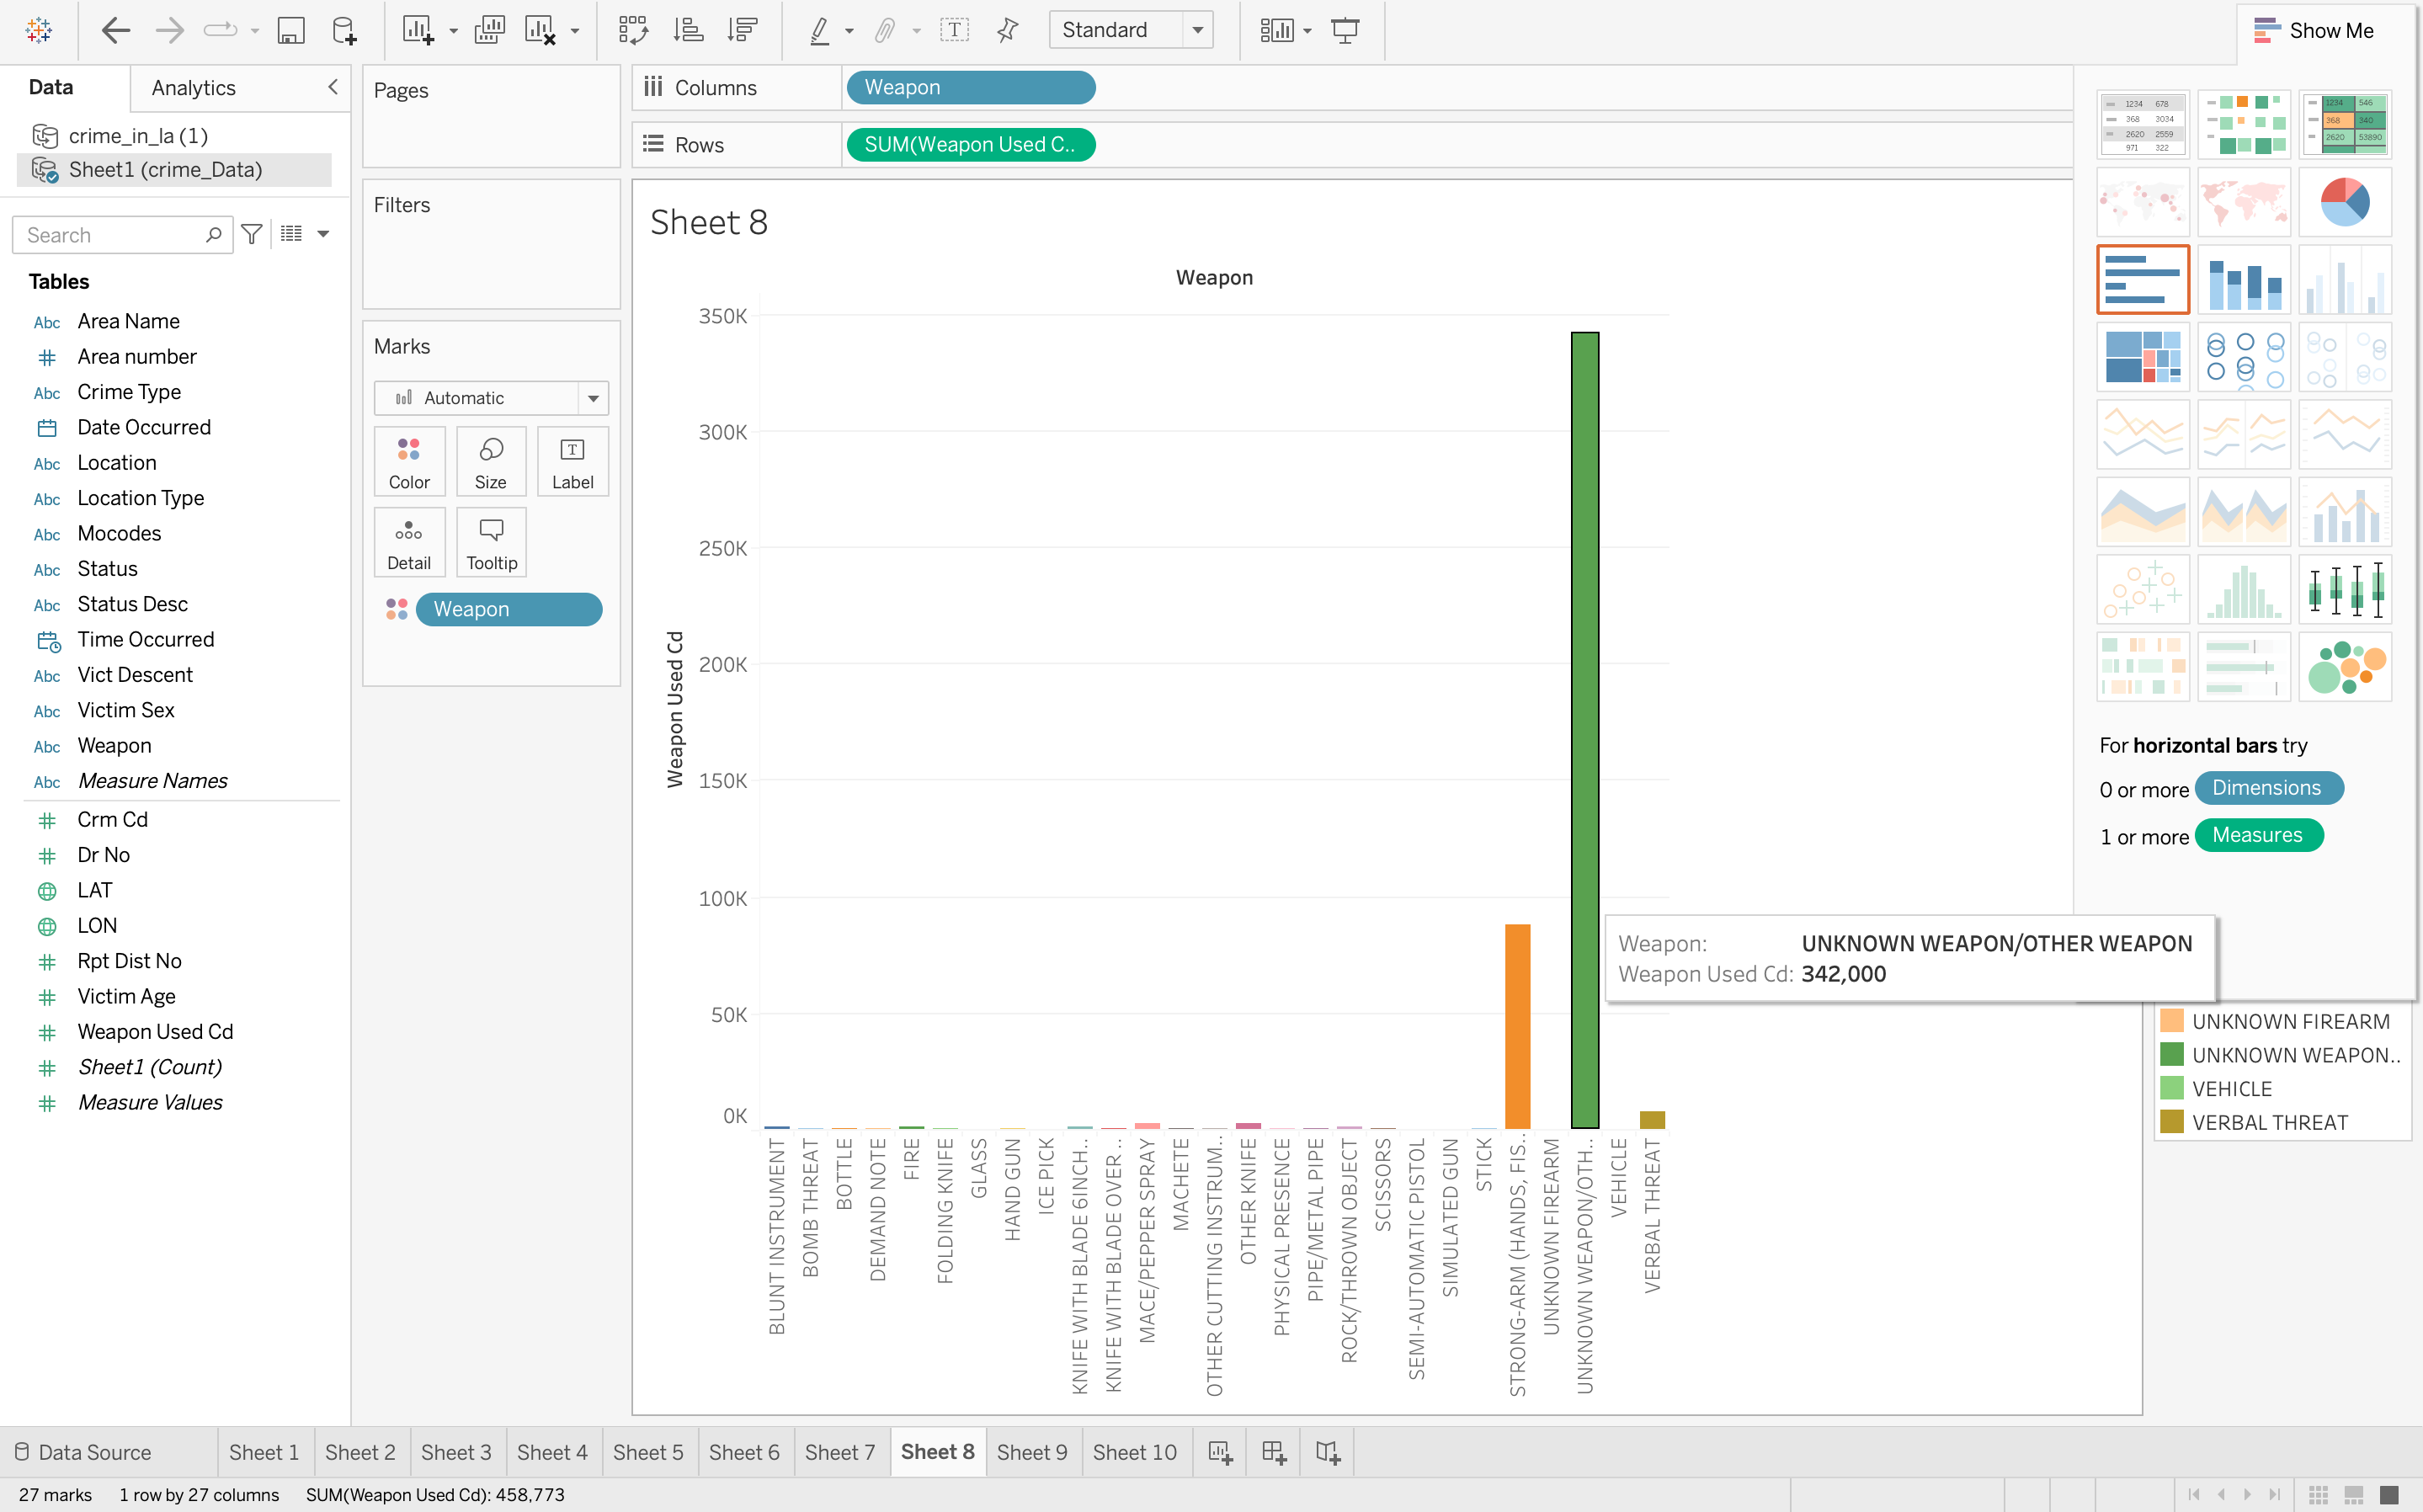 Standard
Show Me
Data
Analytics
crime_in_la (1)
Sheet1 (crime_Data)
Search
Tables
Abc Area Name
Area number
Abc Crime Type
Date Occurred
Abc Location
Abc Location Type
Abc Mocodes
Abc Status
Abc Status Desc
Time Occurred
Abc Vict Descent
Abc Victim Sex
Abc Weapon
Abc Measure Names
Crm Cd
Dr No
LAT
LON
Rpt Dist No
Victim Age
Weapon Used Cd
Sheet1 (Count)
Measure Values
Pages
Filters
Marks
Automatic
Color
Size
T
Label
Detail
Tooltip
Weapon
Columns
Weapon
Rows
SUM(Weapon Used C..
Sheet 8
Weapon
Weapon Used Cd
350K
300K
250K
200K
150K
100K
50K
0K
BLUNT INSTRUMENT
BOMB THREAT
BOTTLE
DEMAND NOTE
FIRE
FOLDING KNIFE
GLASS
HAND GUN
ICE PICK
KNIFE WITH BLADE 6INCH..
KNIFE WITH BLADE OVER..
MACE/PEPPER SPRAY
MACHETE
OTHER CUTTING INSTRUM..
OTHER KNIFE
PHYSICAL PRESENCE
PIPE/METAL PIPE
ROCK/THROWN OBJECT
SCISSORS
SEMI-AUTOMATIC PISTOL
SIMULATED GUN
STICK
STRONG-ARM (HANDS, FIS..
UNKNOWN FIREARM
UNKNOWN WEAPON/OTH..
VEHICLE
VERBAL THREAT
Weapon: UNKNOWN WEAPON/OTHER WEAPON
Weapon Used Cd: 342,000
1234 678
368 3034
2620 2559
971 322
1234 546
368 340
2620 53890
For horizontal bars try
0 or more Dimensions
1 or more Measures
UNKNOWN FIREARM
UNKNOWN WEAPON..
VEHICLE
VERBAL THREAT
Data Source
Sheet 1
Sheet 2
Sheet 3
Sheet 4
Sheet 5
Sheet 6
Sheet 7
Sheet 8
Sheet 9
Sheet 10
27 marks
1 row by 27 columns
SUM(Weapon Used Cd): 458,773